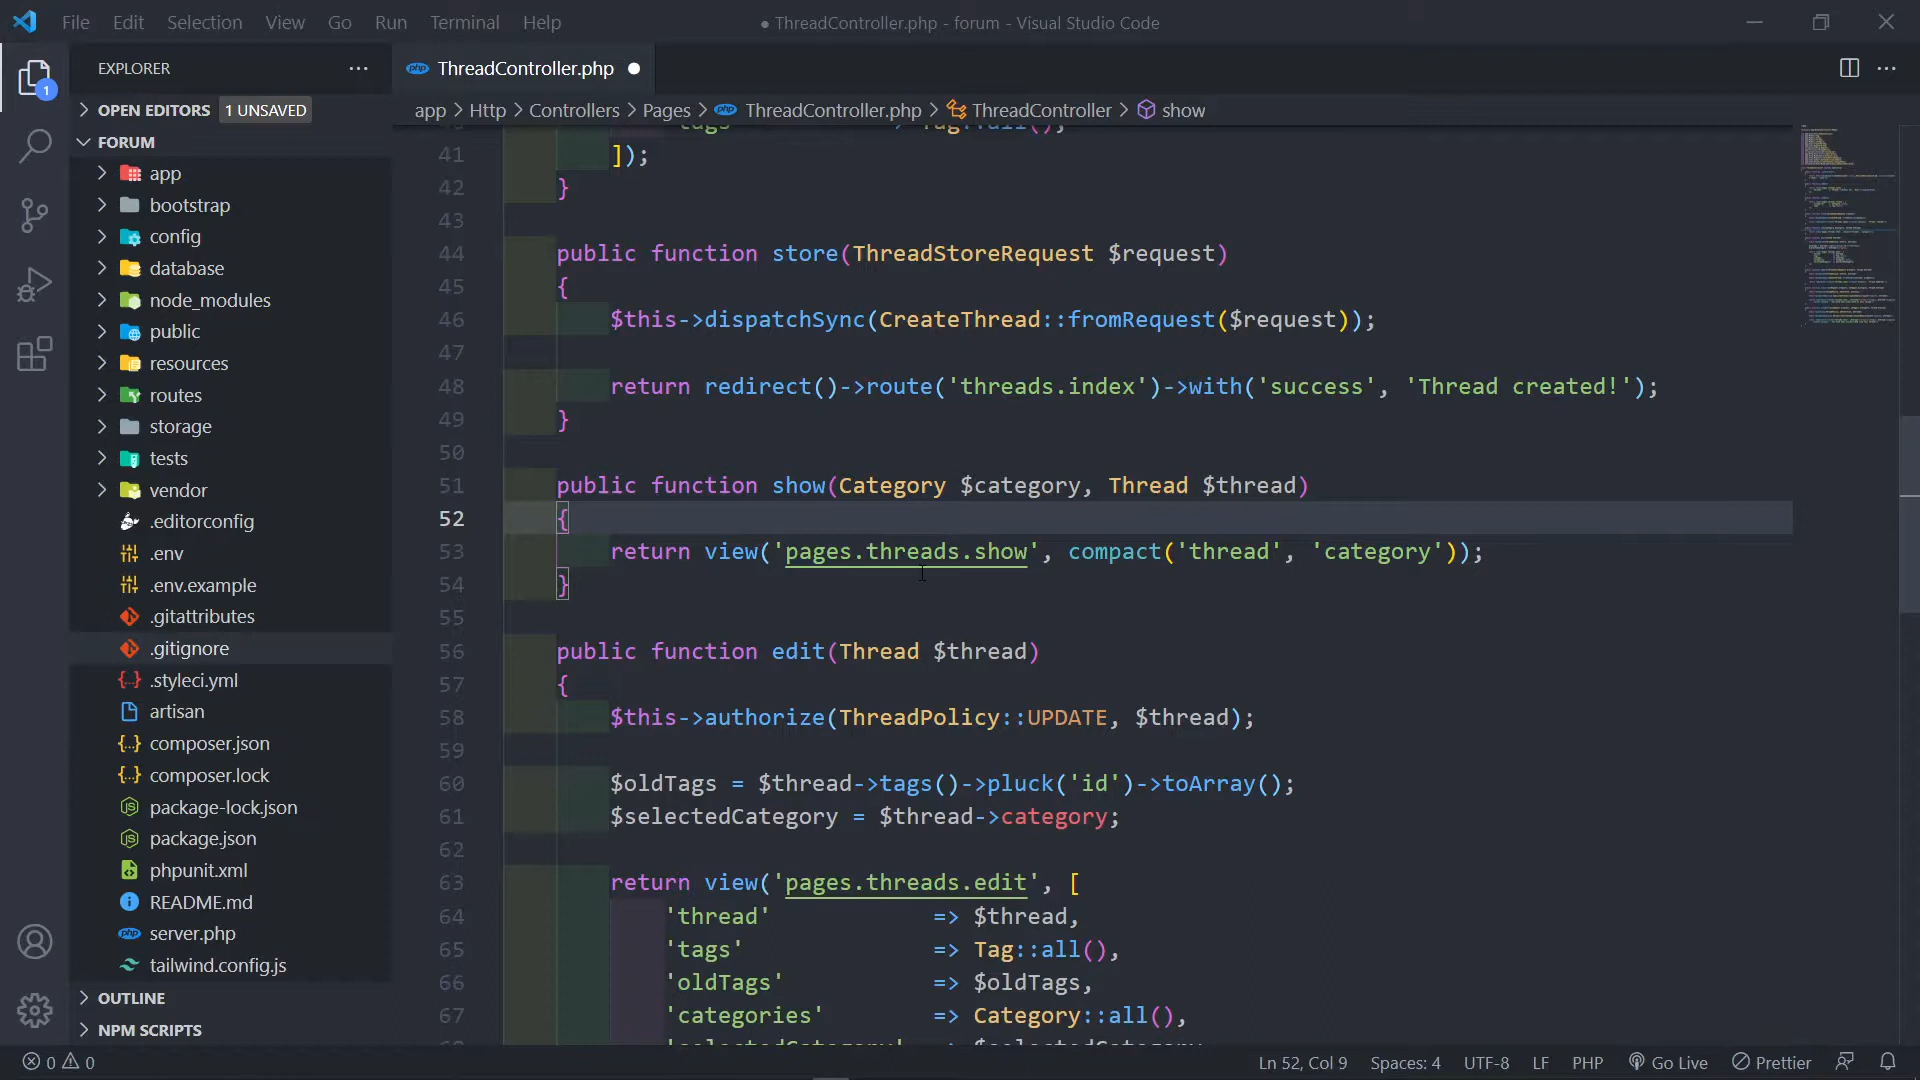 File Edit Selection View Go Run Terminal Help
● ThreadController.php - forum - Visual Studio Code
EXPLORER
ThreadController.php
1
OPEN EDITORS 1 UNSAVED
app > Http > Controllers > Pages > ThreadController.php > ThreadController > show
FORUM
app
bootstrap
config
database
node_modules
public
resources
routes
storage
tests
vendor
.editorconfig
.env
.env.example
.gitattributes
.gitignore
.styleci.yml
artisan
composer.json
composer.lock
package-lock.json
package.json
phpunit.xml
README.md
server.php
tailwind.config.js
OUTLINE
NPM SCRIPTS
41 ]);
42 }
43
44 public function store(ThreadStoreRequest $request)
45 {
46 $this->dispatchSync(CreateThread::fromRequest($request));
47
48 return redirect()->route('threads.index')->with('success', 'Thread created!');
49 }
50
51 public function show(Category $category, Thread $thread)
52 {
53 return view('pages.threads.show', compact('thread', 'category'));
54 }
55
56 public function edit(Thread $thread)
57 {
58 $this->authorize(ThreadPolicy::UPDATE, $thread);
59
60 $oldTags = $thread->tags()->pluck('id')->toArray();
61 $selectedCategory = $thread->category;
62
63 return view('pages.threads.edit', [
64 'thread' => $thread,
65 'tags' => Tag::all(),
66 'oldTags' => $oldTags,
67 'categories' => Category::all(),
0 0
Ln 52, Col 9 Spaces: 4 UTF-8 LF PHP Go Live Prettier